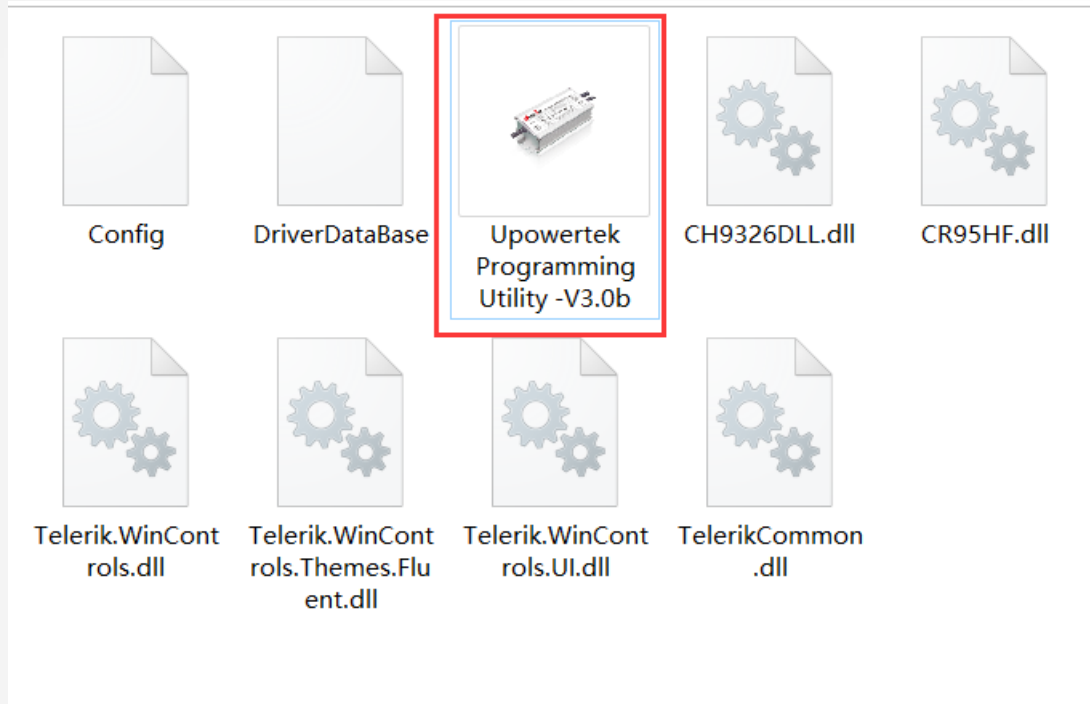 Config
DriverDataBase
Upowertek
Programming
Utility -V3.0b
CH9326DLL.dll
CR95HF.dll
Telerik.WinCont
rols.dll
Telerik.WinCont
rols.Themes.Flu
ent.dll
Telerik.WinCont
rols.UI.dll
TelerikCommon
.dll